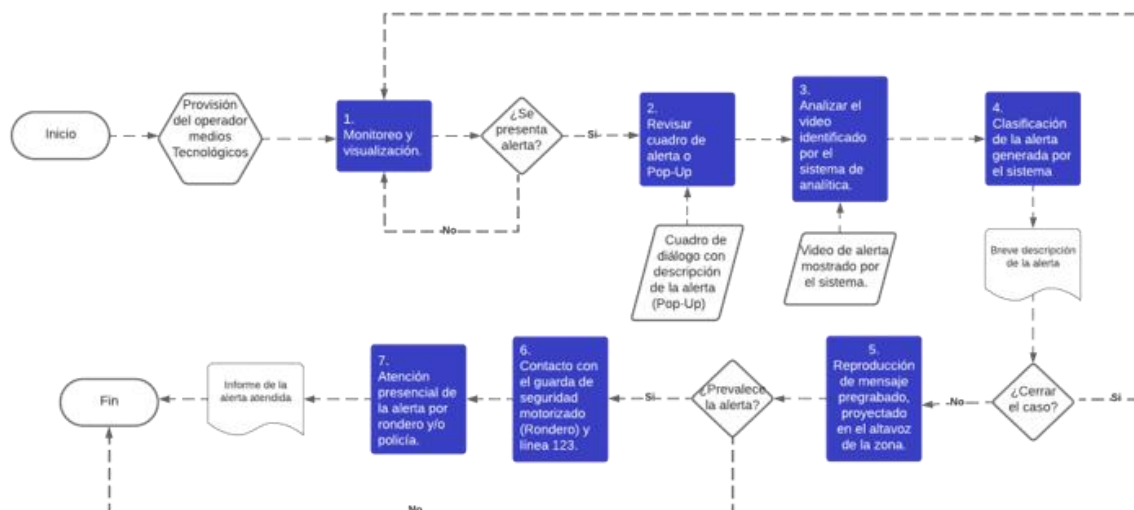 Inicio
Provisión
del operador
medios
Tecnológicos
1.
Monitoreo y
visualización.
¿Se
presenta
alerta?
Si
No
2.
Revisar
cuadro de
alerta o
Pop-Up
Cuadro de
diálogo con
descripción
de la alerta
(Pop-Up)
3.
Analizar el
video
identificado
por el
sistema de
analítica.
Video de alerta
mostrado por
el sistema.
4.
Clasificación
de la alerta
generada por
el sistema
Breve descripción
de la alerta
¿Cerrar
el caso?
Si
No
5.
Reproducción
de mensaje
pregrabado,
proyectado
en el altavoz
de la zona.
¿Prevalece
la alerta?
Si
No
6.
Contacto con
el guarda de
seguridad
motorizado
(Rondero) y
línea 123.
7.
Atención
presencial de
la alerta por
rondero y/o
policía.
Informe de la
alerta atendida
Fin